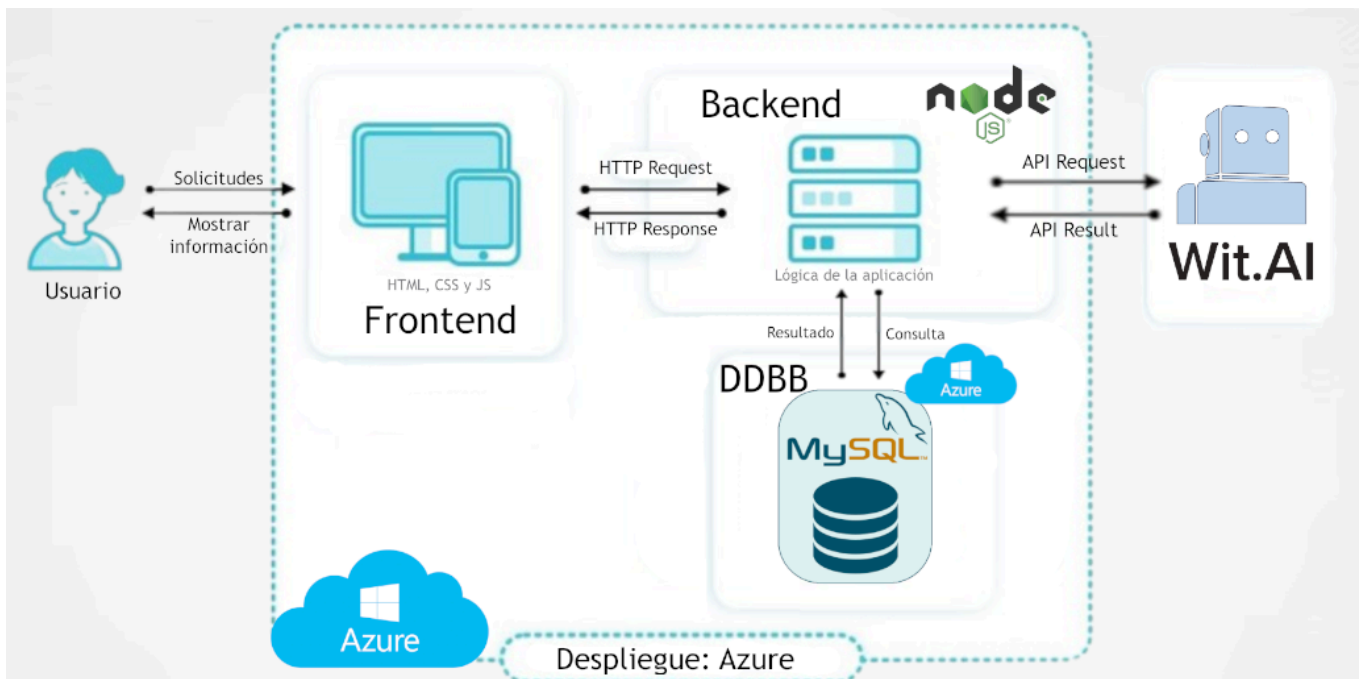 Usuario
Solicitudes
Mostrar
información
HTML, CSS y JS
Frontend
HTTP Request
HTTP Response
Backend
node
JS
Lógica de la aplicación
API Request
API Result
Wit.AI
Resultado
Consulta
DDBB
Azure
MySQL
Azure
Despliegue: Azure